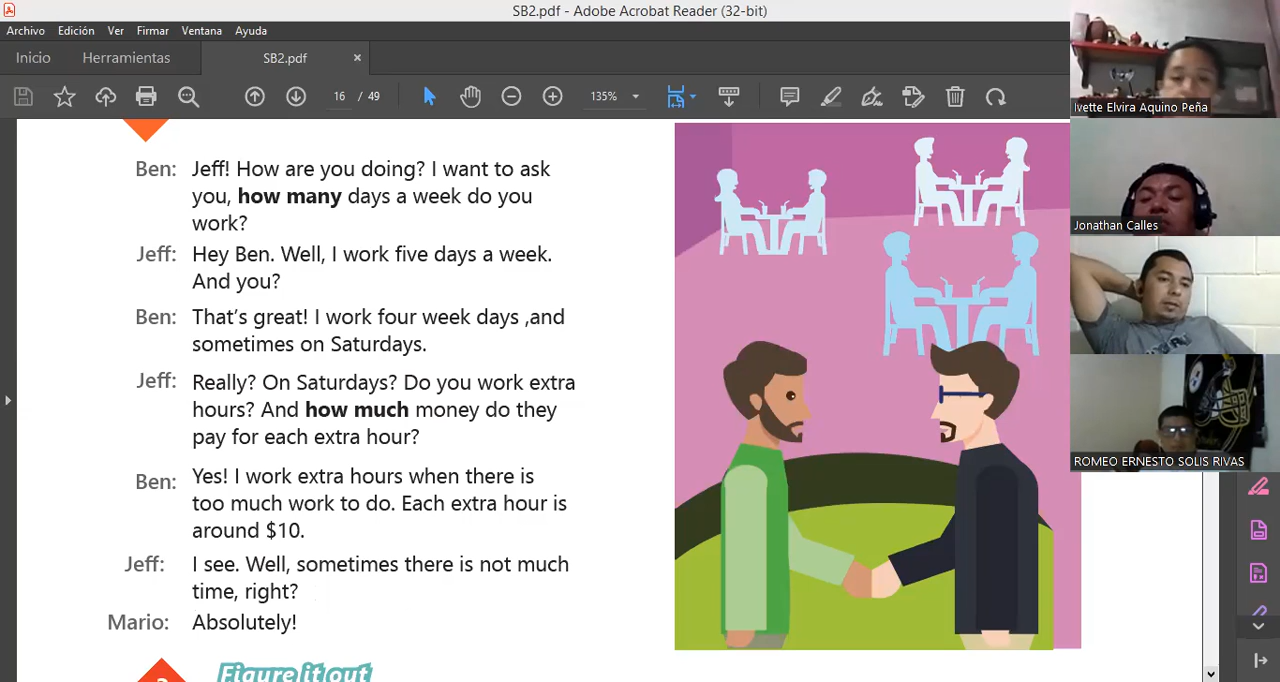 SB2.pdf - Adobe Acrobat Reader (32-bit)
Archivo Edición Ver Firmar Ventana Ayuda
Inicio Herramientas SB2.pdf ×
16 / 49 135%
Ben: Jeff! How are you doing? I want to ask
you, how many days a week do you
work?
Jeff: Hey Ben. Well, I work five days a week.
And you?
Ben: That's great! I work four week days ,and
sometimes on Saturdays.
Jeff: Really? On Saturdays? Do you work extra
hours? And how much money do they
pay for each extra hour?
Ben: Yes! I work extra hours when there is
too much work to do. Each extra hour is
around $10.
Jeff: I see. Well, sometimes there is not much
time, right?
Mario: Absolutely!
Figure it out
Ivette Elvira Aquino Peña
Jonathan Calles
ROMEO ERNESTO SOLIS RIVAS